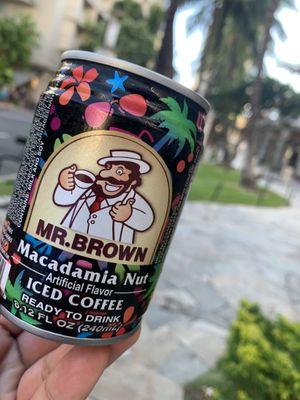 MR.BROWN
Macadamia Nut
Artificial Flavor
ICED COFFEE
READY TO DRINK
8.12 FL OZ (240mL)